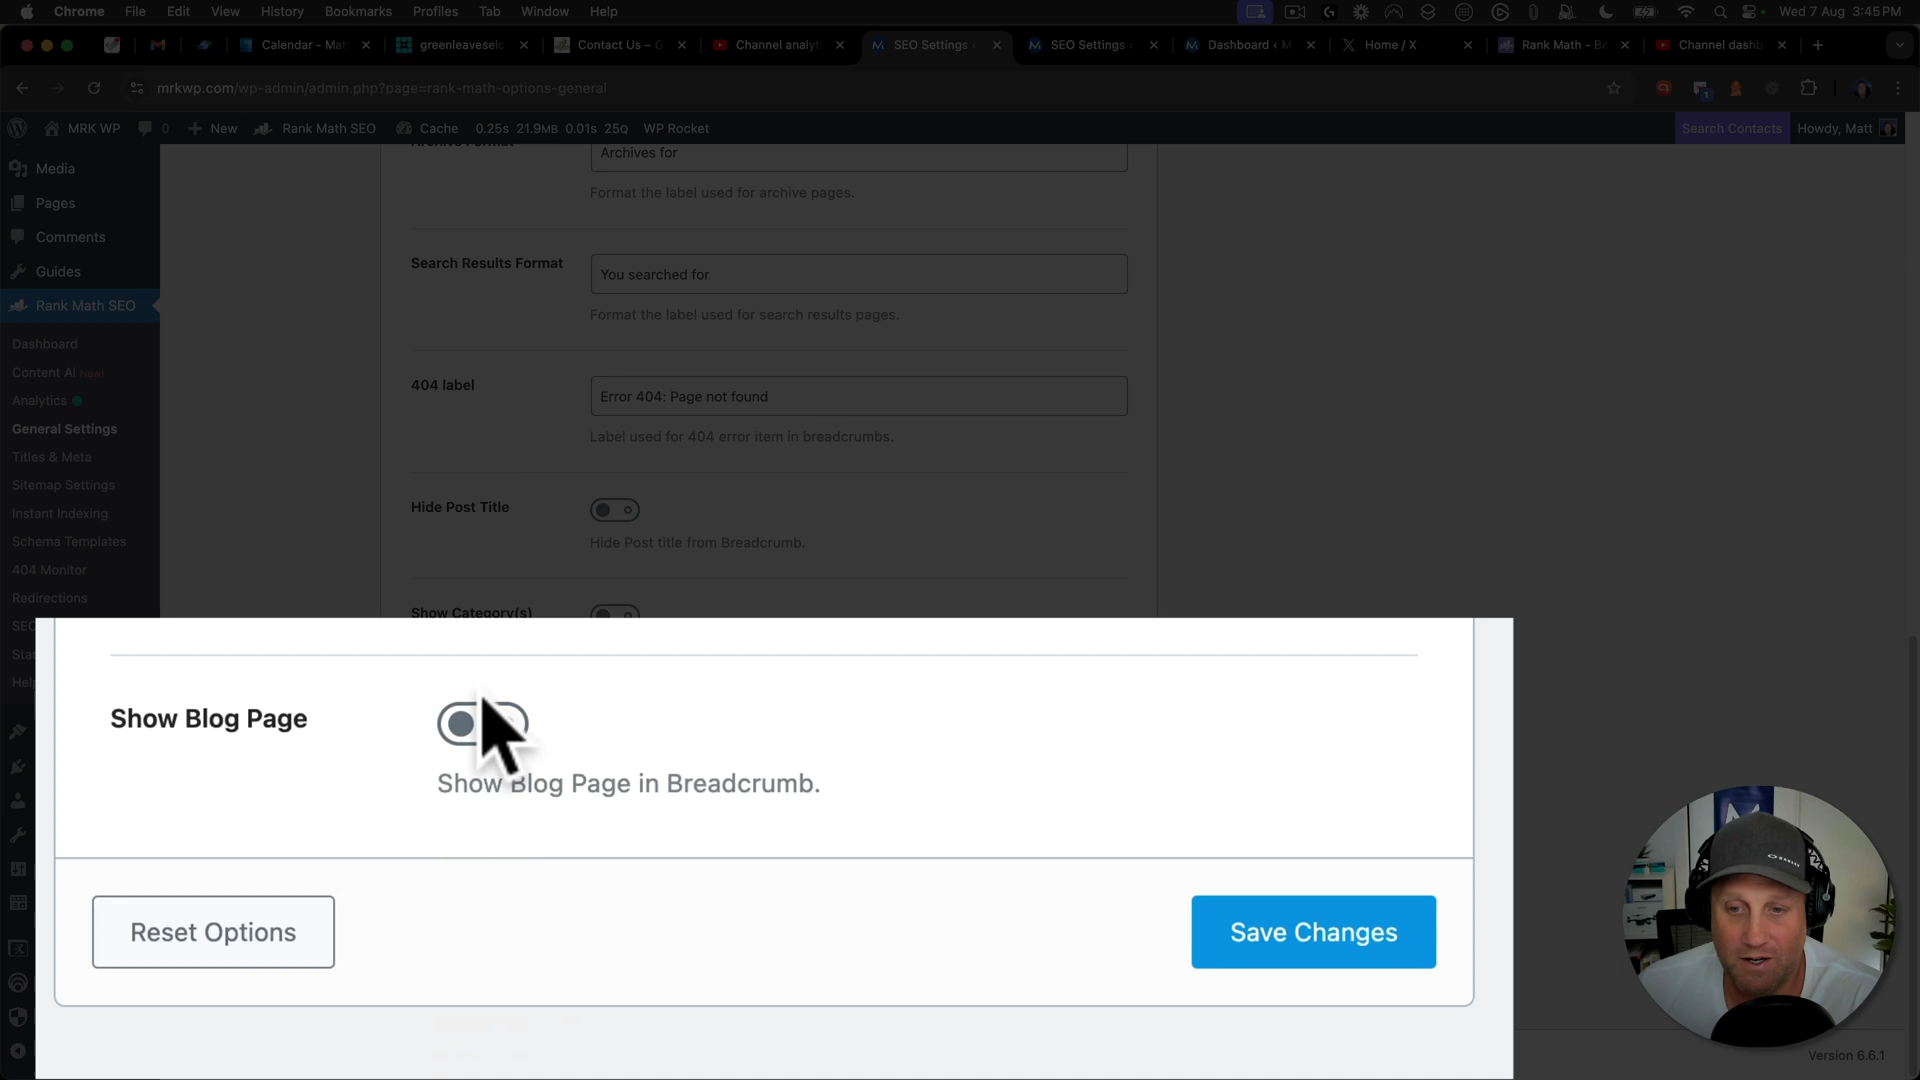 Chrome File Edit View History Bookmarks Profiles Tab Window Help Wed 7 Aug 3:45 PM
Calendar - Mat greenleaveselc Contact Us – G Channel analyti SEO Settings SEO Settings Dashboard ‹ M Home / X Rank Math - Be Channel dashb
mrkwp.com/wp-admin/admin.php?page=rank-math-options-general
MRK WP 0 New Rank Math SEO Cache 0.25s 21.9MB 0.01s 25Q WP Rocket Search Contacts Howdy, Matt
Archives for
Media
Format the label used for archive pages.
Pages
Comments
Search Results Format
You searched for
Guides
Rank Math SEO
Format the label used for search results pages.
Dashboard
Content AI New!
404 label
Error 404: Page not found
Analytics
General Settings
Label used for 404 error item in breadcrumbs.
Titles & Meta
Sitemap Settings
Hide Post Title
Instant Indexing
Hide Post title from Breadcrumb.
Schema Templates
404 Monitor
Redirections
Show Category(s)
Show Blog Page
Show Blog Page in Breadcrumb.
Reset Options
Save Changes
Version 6.6.1